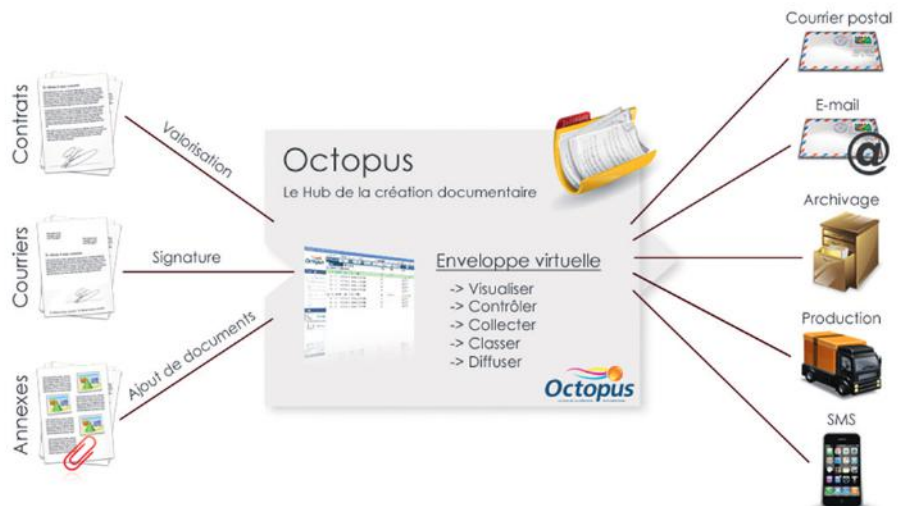 Contrats
Courriers
Annexes
Valorisation
Signature
Ajout de documents
Octopus
Le Hub de la création documentaire
Enveloppe virtuelle
-> Visualiser
-> Contrôler
-> Collecter
-> Classer
-> Diffuser
Octopus
Courrier postal
E-mail
@
Archivage
Production
SMS